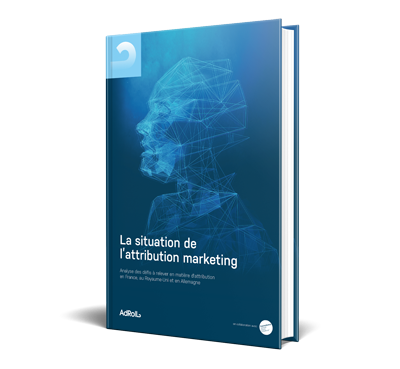 La situation de
l'attribution marketing
Analyse des défis à relever en matière d'attribution
en France, au Royaume-Uni et en Allemagne
AdRoll